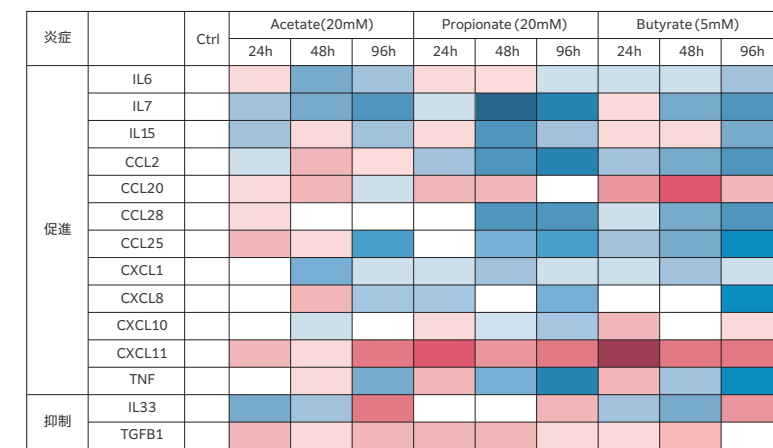 炎症 Ctrl Acetate(20mM) Propionate (20mM) Butyrate (5mM)
24h 48h 96h 24h 48h 96h 24h 48h 96h
促進
IL6
IL7
IL15
CCL2
CCL20
CCL28
CCL25
CXCL1
CXCL8
CXCL10
CXCL11
TNF
抑制
IL33
TGFB1